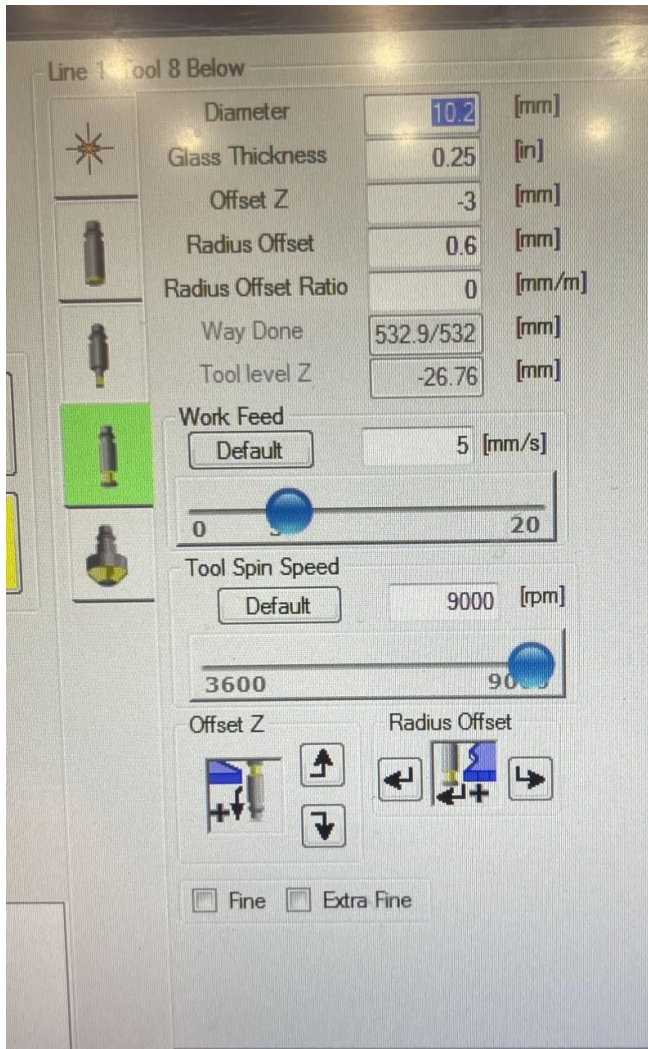 Line 1 Tool 8 Below
Diameter 10.2 [mm]
Glass Thickness 0.25 [in]
Offset Z -3 [mm]
Radius Offset 0.6 [mm]
Radius Offset Ratio 0 [mm/m]
Way Done 532.9/532 [mm]
Tool level Z -26.76 [mm]
Work Feed
Default 5 [mm/s]
0 20
Tool Spin Speed
Default 9000 [rpm]
3600
Offset Z Radius Offset
+ +
Fine Extra Fine